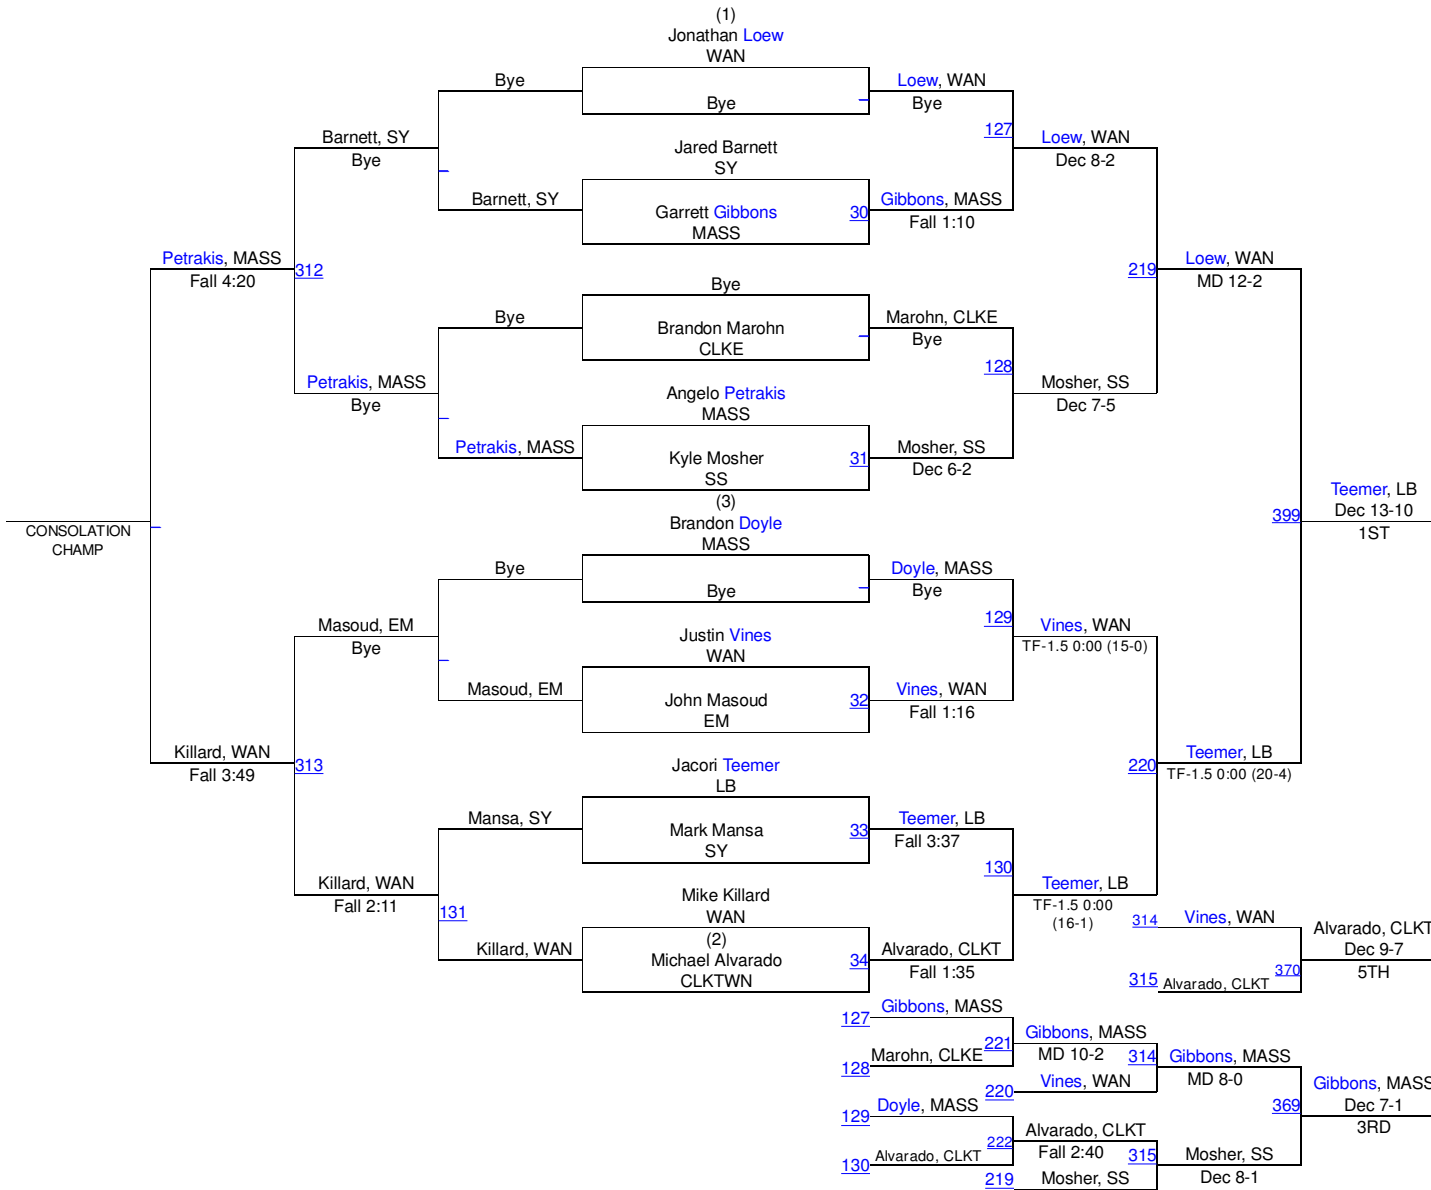 (1)
Jonathan Loew
WAN
Bye
Bye
Loew, WAN
Bye
127
Barnett, SY
Bye
Jared Barnett
SY
Loew, WAN
Dec 8-2
Barnett, SY
Garrett Gibbons
MASS
30
Gibbons, MASS
Fall 1:10
Petrakis, MASS
Fall 4:20
312
219
Loew, WAN
MD 12-2
Bye
Bye
Brandon Marohn
CLKE
Marohn, CLKE
Bye
128
Petrakis, MASS
Bye
Angelo Petrakis
MASS
Mosher, SS
Dec 7-5
Petrakis, MASS
Kyle Mosher
SS
31
Mosher, SS
Dec 6-2
(3)
Brandon Doyle
MASS
399
Teemer, LB
Dec 13-10
1ST
CONSOLATION
CHAMP
Bye
Bye
Doyle, MASS
Bye
129
Masoud, EM
Bye
Justin Vines
WAN
Vines, WAN
TF-1.5 0:00 (15-0)
Masoud, EM
John Masoud
EM
32
Vines, WAN
Fall 1:16
Killard, WAN
Fall 3:49
313
Jacori Teemer
LB
220
Teemer, LB
TF-1.5 0:00 (20-4)
Mansa, SY
Mark Mansa
SY
33
Teemer, LB
Fall 3:37
130
Killard, WAN
Fall 2:11
131
Mike Killard
WAN
Teemer, LB
TF-1.5 0:00
(16-1)
Killard, WAN
(2)
Michael Alvarado
CLKTWN
34
Alvarado, CLKT
Fall 1:35
314
Vines, WAN
315
Alvarado, CLKT
370
Alvarado, CLKT
Dec 9-7
5TH
127
Gibbons, MASS
128
Marohn, CLKE
221
Gibbons, MASS
MD 10-2
220
Vines, WAN
314
Gibbons, MASS
MD 8-0
129
Doyle, MASS
130
Alvarado, CLKT
222
Alvarado, CLKT
Fall 2:40
219
Mosher, SS
315
Mosher, SS
Dec 8-1
369
Gibbons, MASS
Dec 7-1
3RD